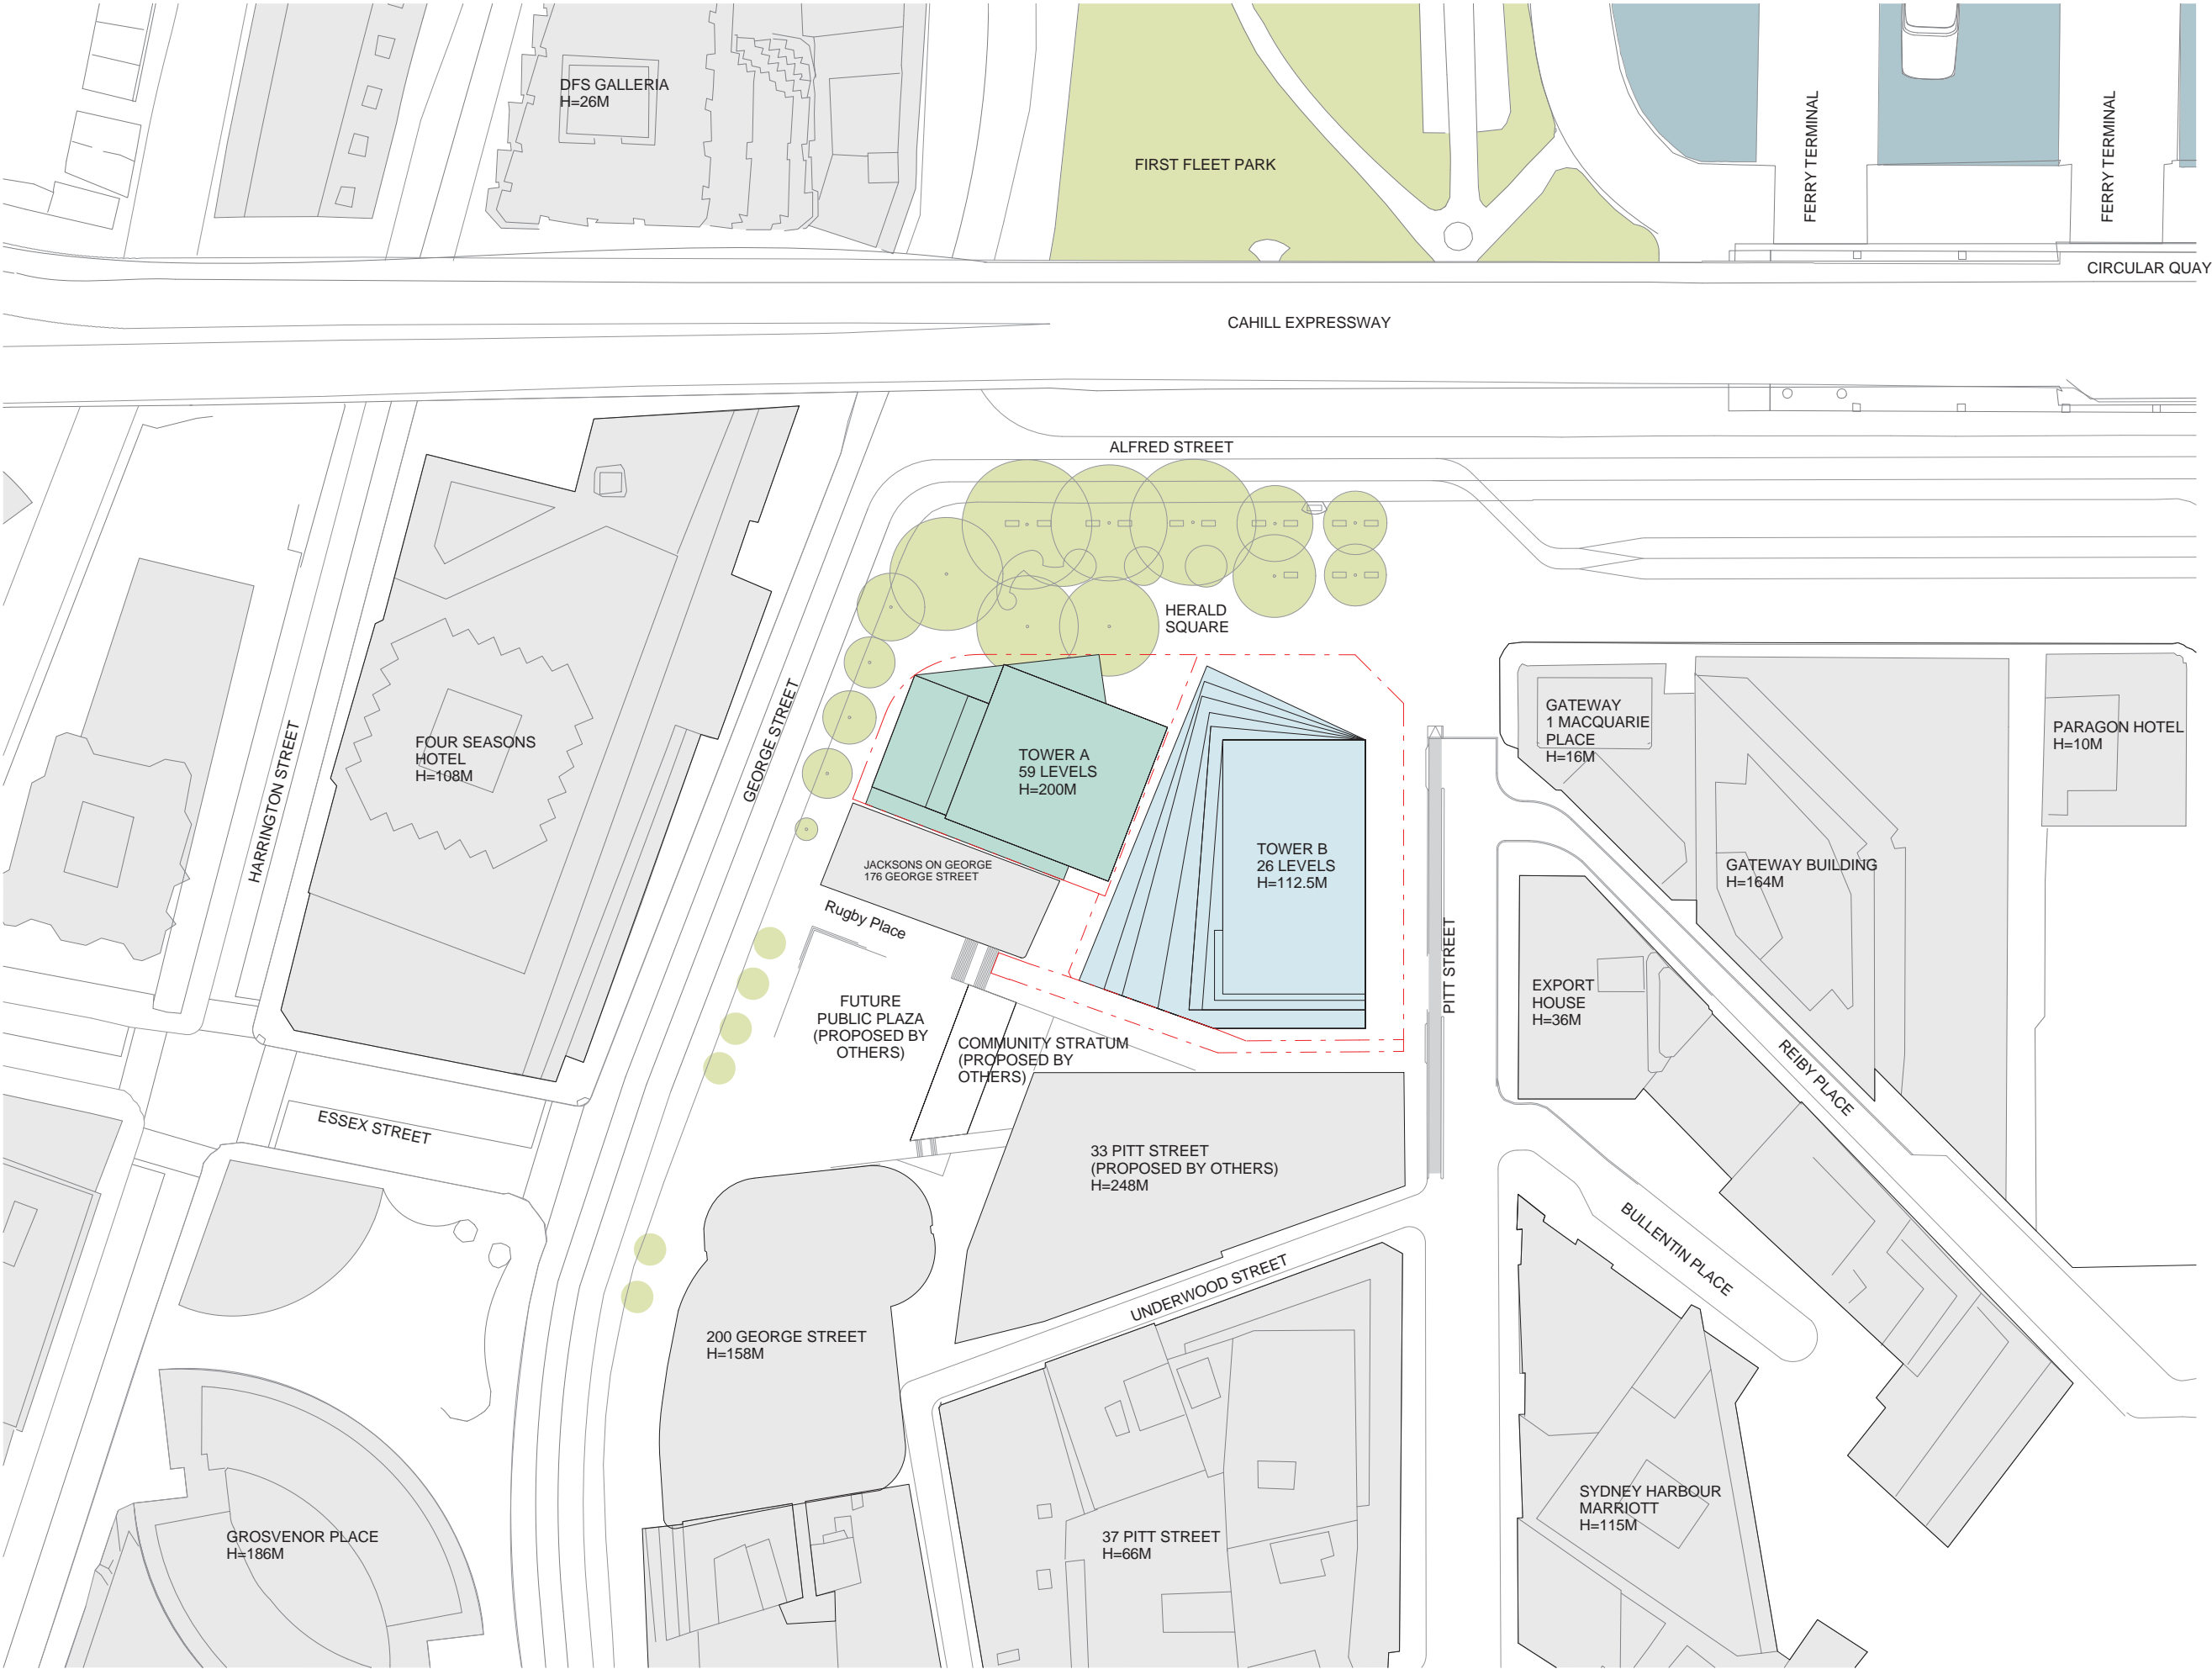 DFS GALLERIA
H=26M
FIRST FLEET PARK
FERRY TERMINAL
FERRY TERMINAL
CIRCULAR QUAY
CAHILL EXPRESSWAY
ALFRED STREET
HERALD
SQUARE
GEORGE STREET
HARRINGTON STREET
FOUR SEASONS
HOTEL
H=108M
TOWER A
59 LEVELS
H=200M
TOWER B
26 LEVELS
H=112.5M
GATEWAY
1 MACQUARIE
PLACE
H=16M
PARAGON HOTEL
H=10M
GATEWAY BUILDING
H=164M
JACKSONS ON GEORGE
176 GEORGE STREET
Rugby Place
PITT STREET
EXPORT
HOUSE
H=36M
FUTURE
PUBLIC PLAZA
(PROPOSED BY
OTHERS)
COMMUNITY STRATUM
(PROPOSED BY
OTHERS)
REIBY PLACE
ESSEX STREET
33 PITT STREET
(PROPOSED BY OTHERS)
H=248M
BULLENTIN PLACE
UNDERWOOD STREET
200 GEORGE STREET
H=158M
GROSVENOR PLACE
H=186M
37 PITT STREET
H=66M
SYDNEY HARBOUR
MARRIOTT
H=115M